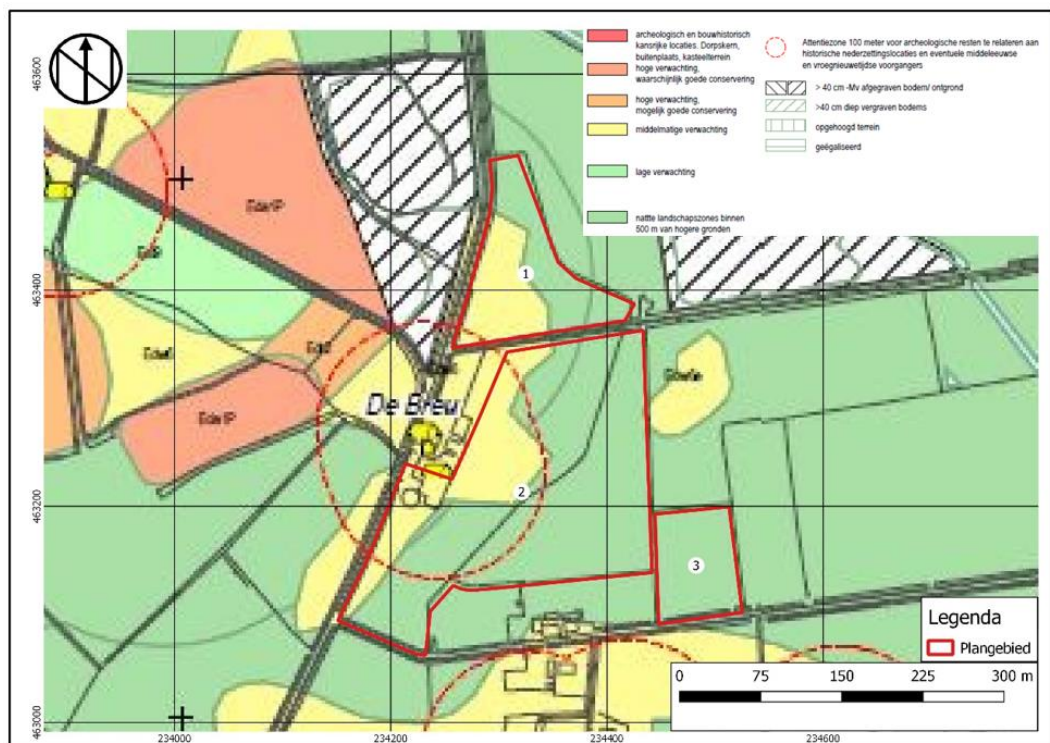 archeologisch en bouwhistorisch
kansrijke locaties. Dorpskern,
buitenplaats, kasteelterrein
hoge verwachting,
waarschijnlijk goede conservering
hoge verwachting,
mogelijk goede conservering
middelmatige verwachting
lage verwachting
nattte landschapszones binnen
500 m van hogere gronden
Attentiezone 100 meter voor archeologische resten te relateren aan
historische nederzettingslocaties en eventuele middeleeuwse
en vroegnieuwetijdse voorgangers
> 40 cm -Mv afgegraven bodem/ ontgrond
>40 cm diep vergraven bodems
opgehoogd terrein
geëgaliseerd
463600
463400
463200
463000
De Brew
1
2
3
Legenda
Plangebied
0 75 150 225 300 m
234000 234200 234400 234600